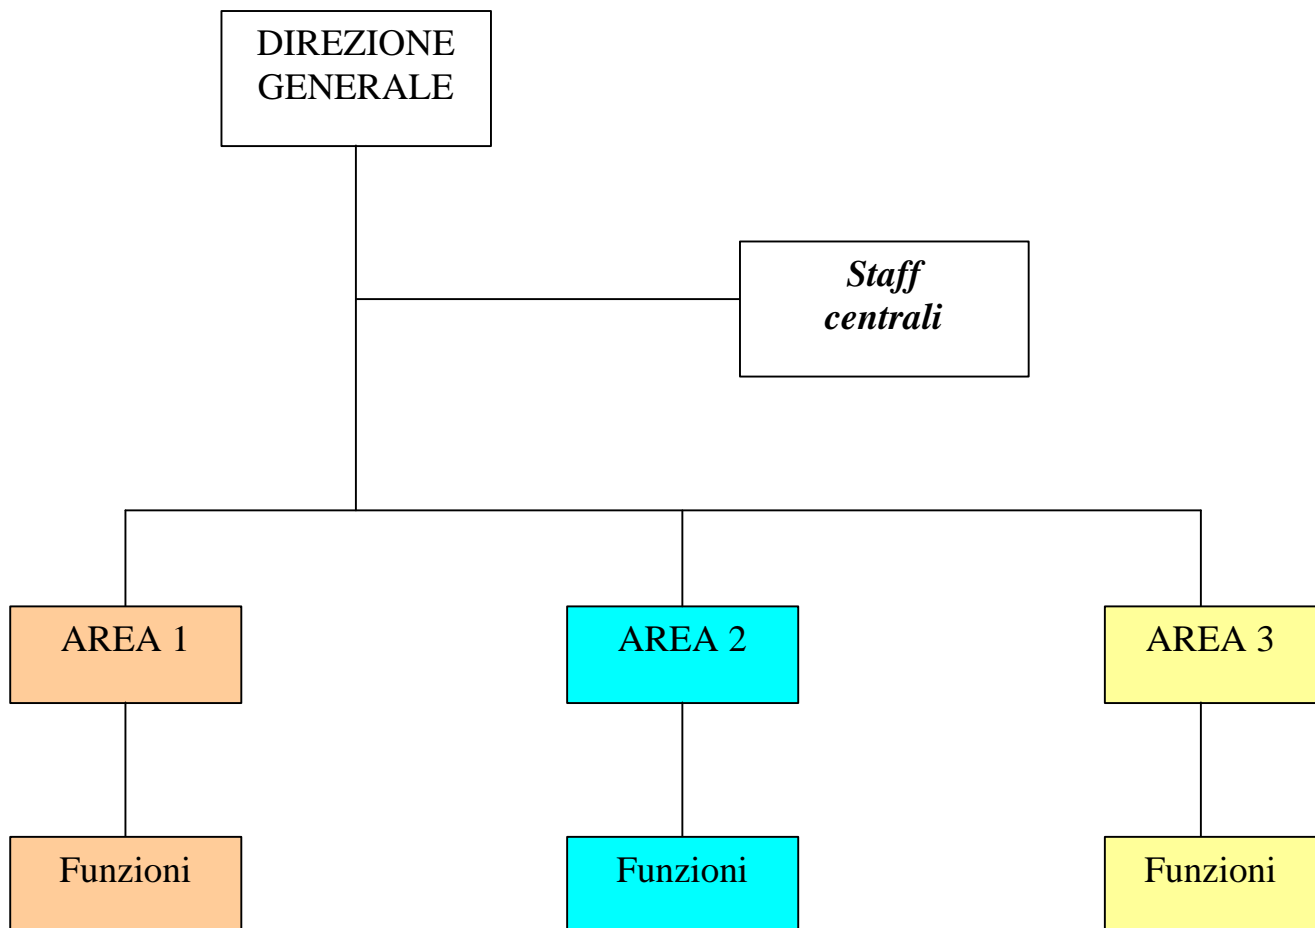 DIREZIONE
GENERALE
Staff
centrali
AREA 1
AREA 2
AREA 3
Funzioni
Funzioni
Funzioni